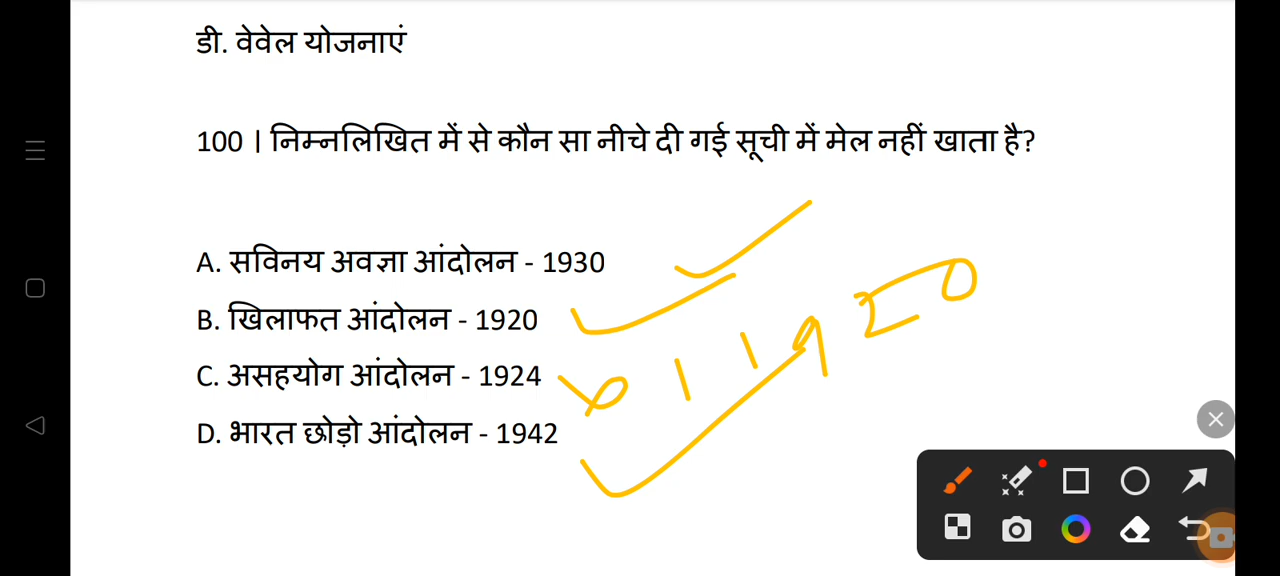 डी. वेवेल योजनाएं
100 । निम्नलिखित में से कौन सा नीचे दी गई सूची में मेल नहीं खाता है?
A. सविनय अवज्ञा आंदोलन - 1930
B. खिलाफत आंदोलन - 1920
C. असहयोग आंदोलन - 1924
D. भारत छोड़ो आंदोलन - 1942
1920